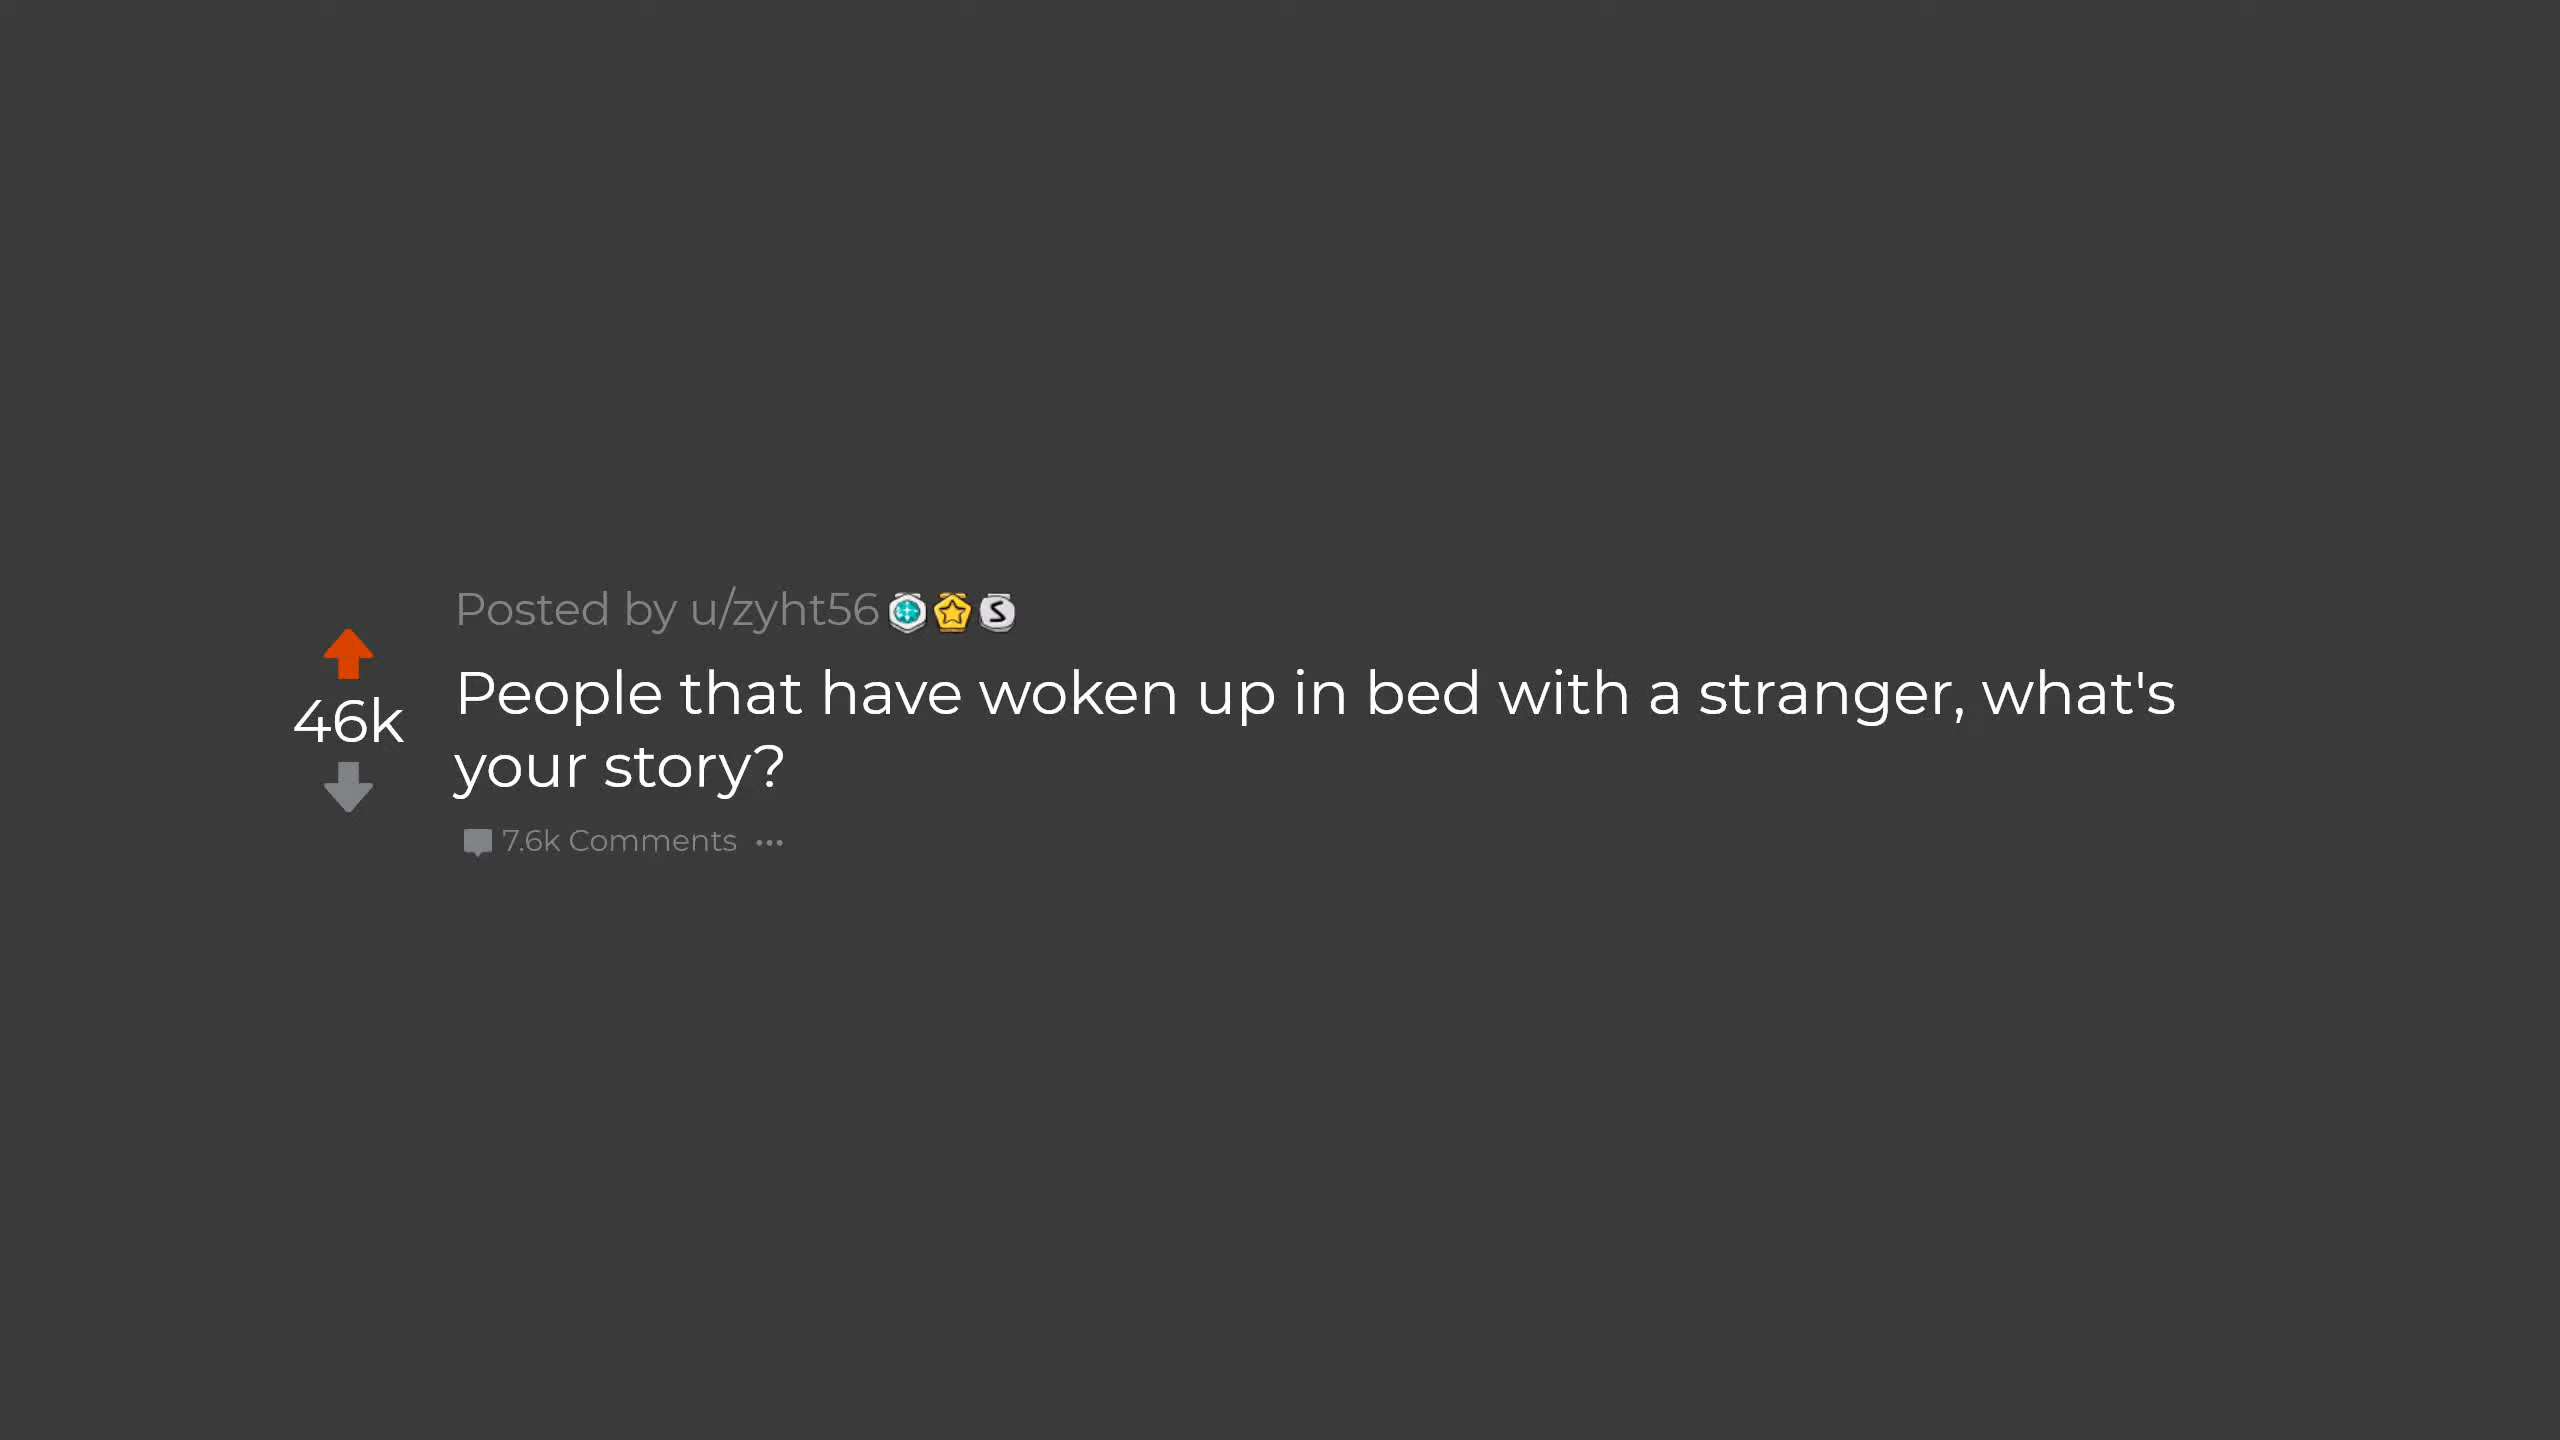 Posted by u/zyht56
46k
People that have woken up in bed with a stranger, what's
your story?
7.6k Comments ...